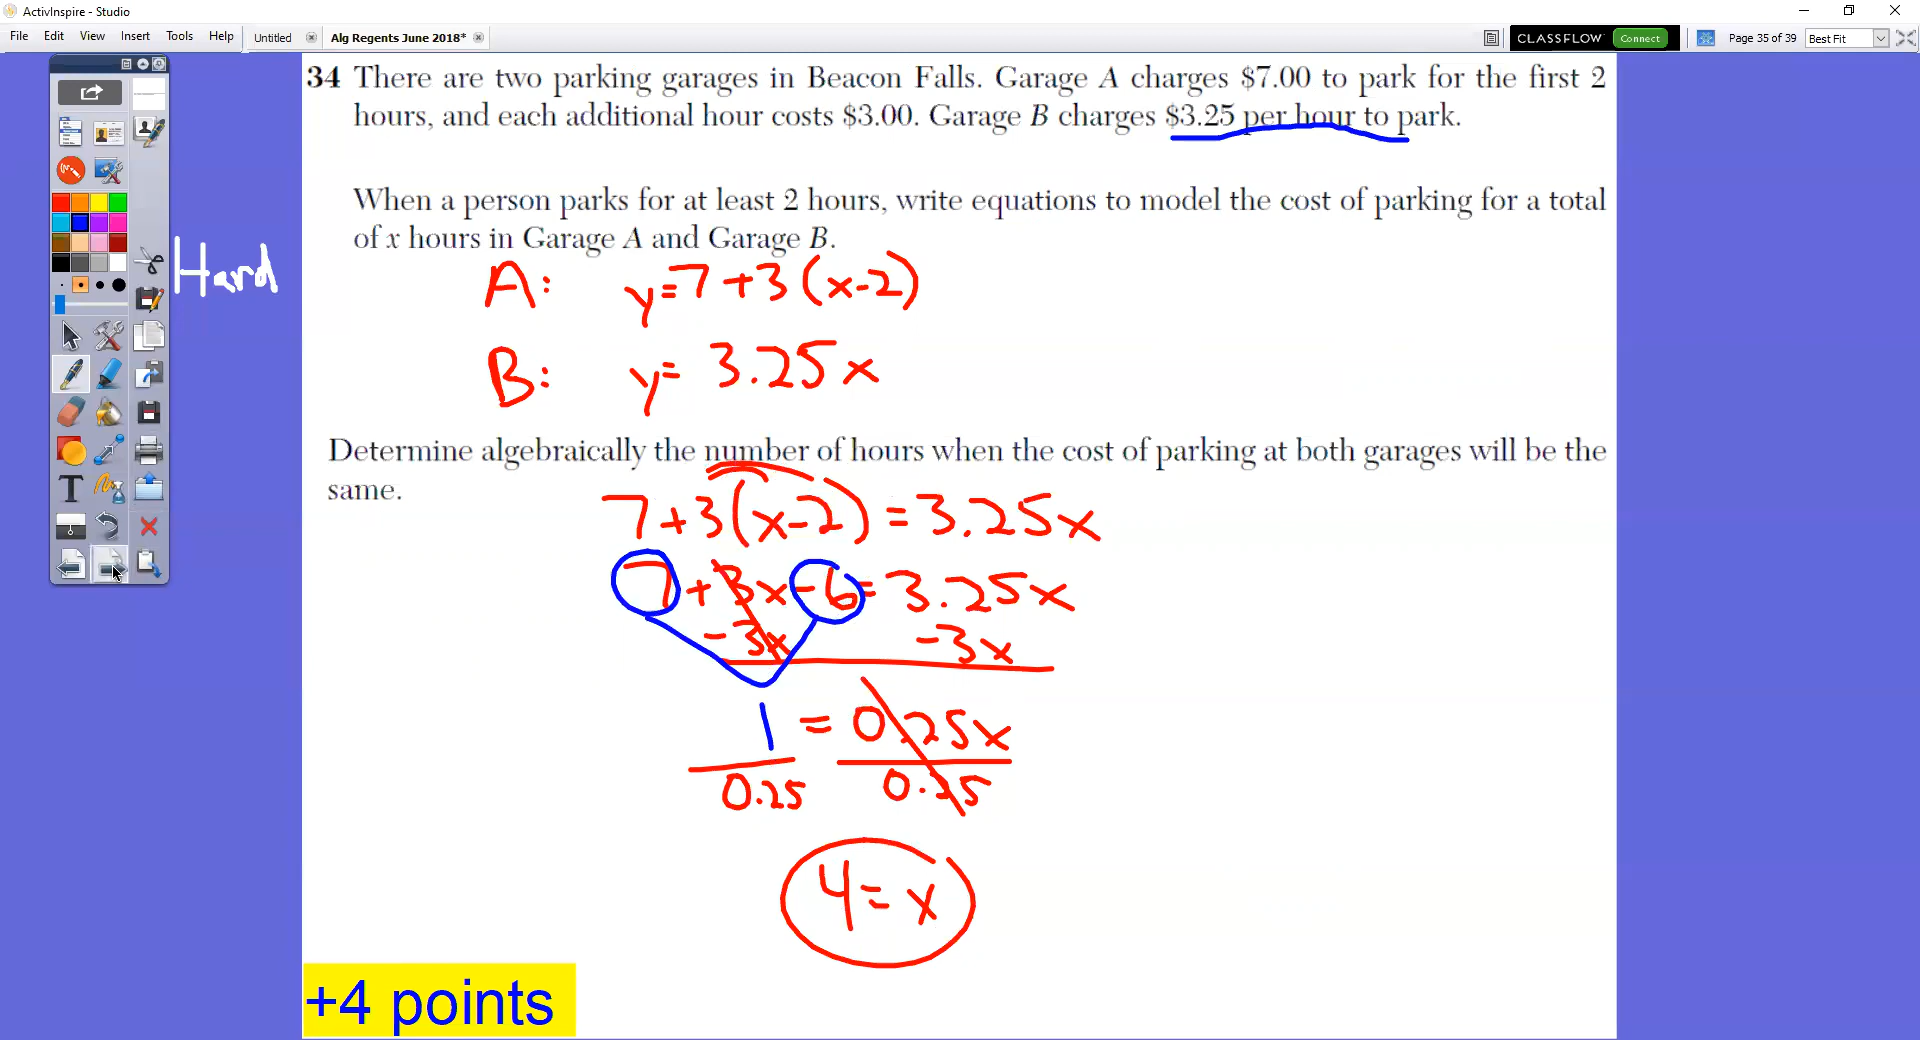 ActivInspire - Studio
File Edit View Insert Tools Help Untitled Alg Regents June 2018* CLASSFLOW Connect Page 35 of 39 Best Fit
34 There are two parking garages in Beacon Falls. Garage A charges $7.00 to park for the first 2
hours, and each additional hour costs $3.00. Garage B charges $3.25 per hour to park.
When a person parks for at least 2 hours, write equations to model the cost of parking for a total
of x hours in Garage A and Garage B.
Hard
A: y=7+3(x-2)
B: y= 3.25x
Determine algebraically the number of hours when the cost of parking at both garages will be the
same.
7+3(x-2)=3.25x
7+3x-6=3.25x
-3x -3x
1 = 0.25x
0.25 0.25
4=x
+4 points